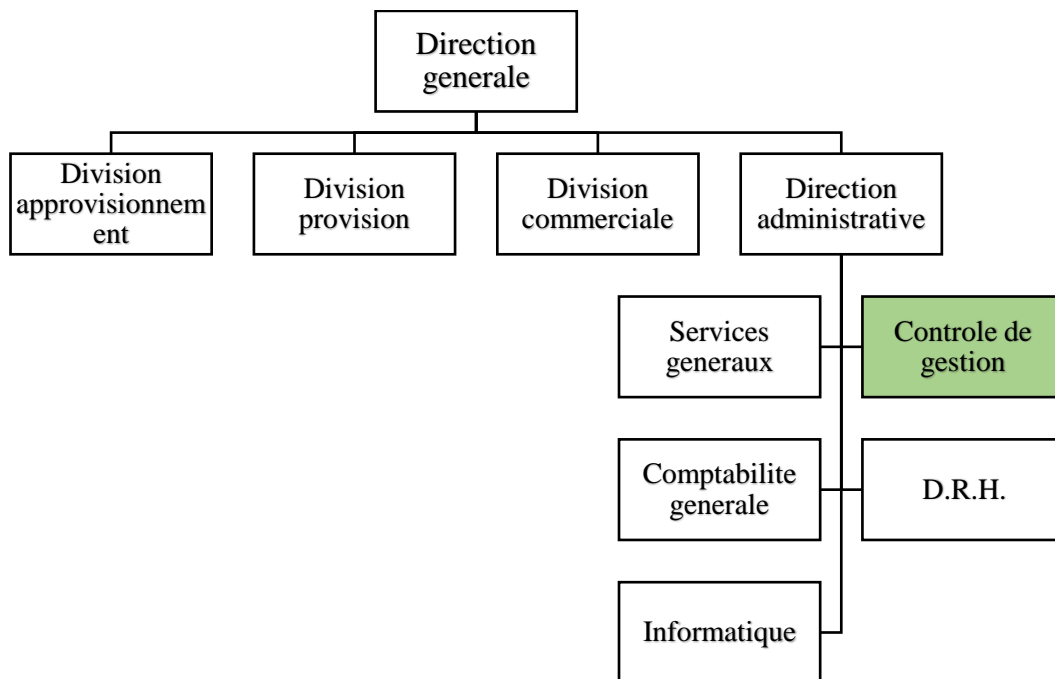 Direction
generale
Division
approvisionnem
ent
Division
provision
Division
commerciale
Direction
administrative
Services
generaux
Controle de
gestion
Comptabilite
generale
D.R.H.
Informatique